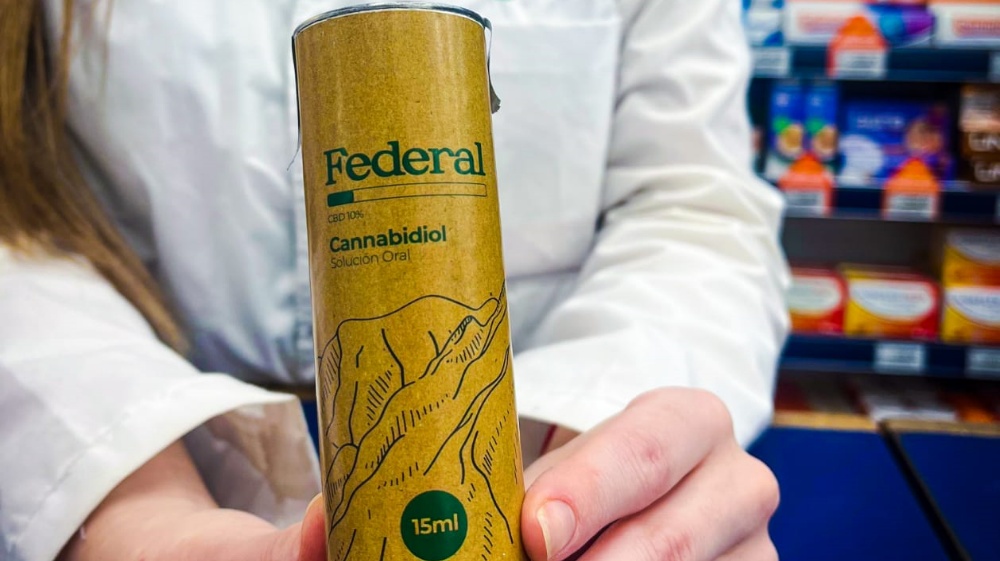 Federal
CBD 10%
Cannabidiol
Solución Oral
15ml